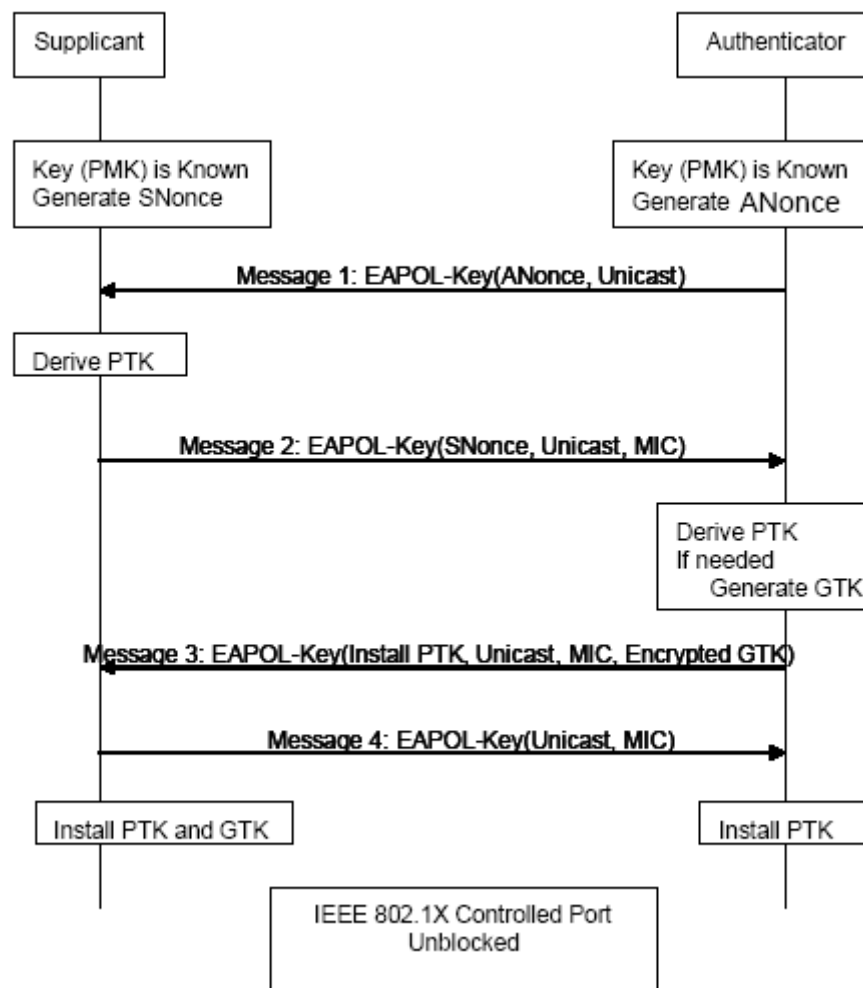 Supplicant
Authenticator
Key (PMK) is Known
Generate SNonce
Key (PMK) is Known
Generate ANonce
Message 1: EAPOL-Key(ANonce, Unicast)
Derive PTK
Message 2: EAPOL-Key(SNonce, Unicast, MIC)
Derive PTK
If needed
Generate GTK
Message 3: EAPOL-Key(Install PTK, Unicast, MIC, Encrypted GTK)
Message 4: EAPOL-Key(Unicast, MIC)
Install PTK and GTK
Install PTK
IEEE 802.1X Controlled Port
Unblocked